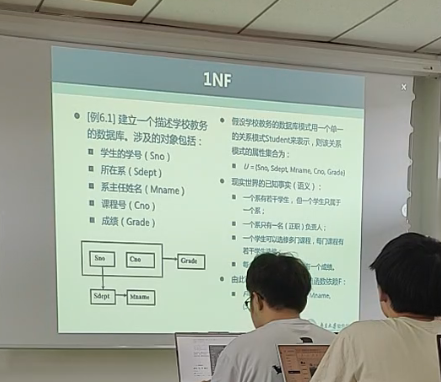 1NF
[例6.1] 建立一个描述学校教务
的数据库。涉及的对象包括：
学生的学号（Sno）
所在系（Sdept）
系主任姓名（Mname）
课程号（Cno）
成绩（Grade）
Sno
Cno
Grade
Sdept
Mname
假设学校教务的数据库模式用一个单一
的关系模式Student来表示，则该关系
模式的属性集合为：
U ={Sno, Sdept, Mname, Cno, Grade}
现实世界的已知事实（语义）：
一个系有若干学生，但一个学生只属于
一个系；
一个系只有一名（正职）负责人；
一个学生可以选修多门课程，每门课程有
若干学生
一个成绩。
由此
函数依赖F：
Mname,